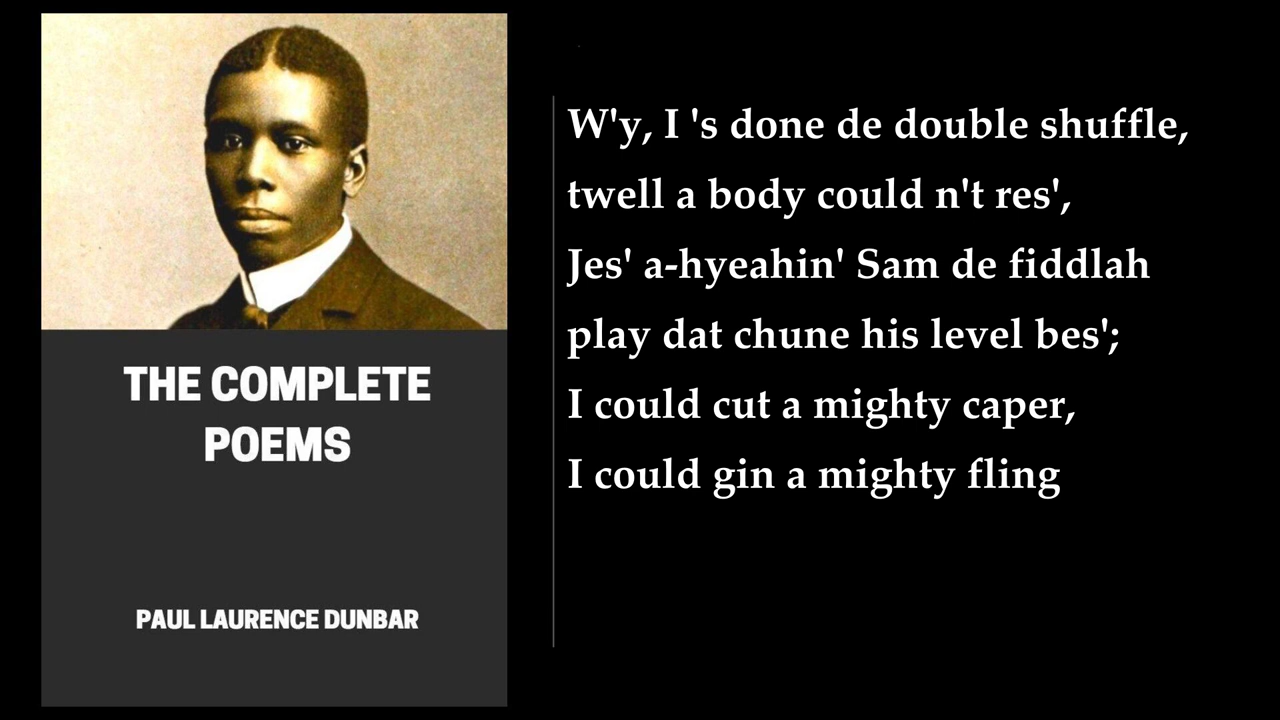 THE COMPLETE
POEMS
PAUL LAURENCE DUNBAR
W'y, I 's done de double shuffle,
twell a body could n't res',
Jes' a-hyeahin' Sam de fiddlah
play dat chune his level bes';
I could cut a mighty caper,
I could gin a mighty fling